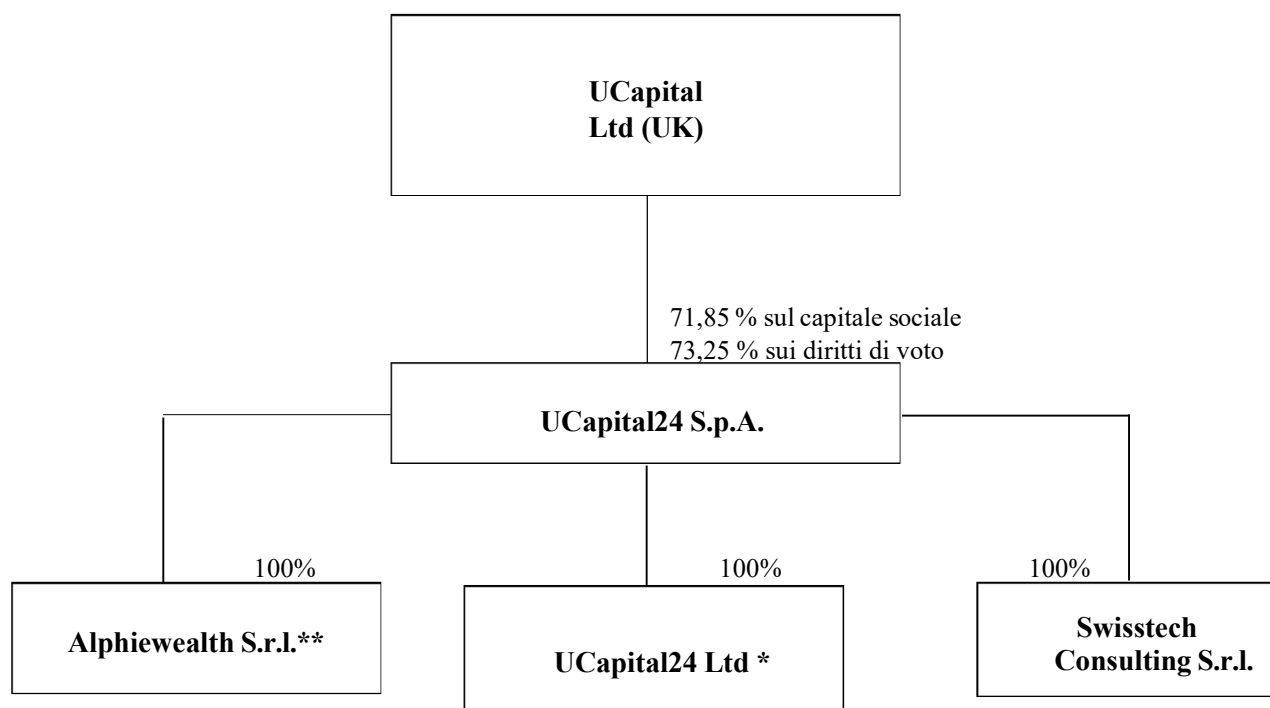 UCapital
Ltd (UK)
71,85 % sul capitale sociale
73,25 % sui diritti di voto
UCapital24 S.p.A.
100%
100%
100%
Alphiewealth S.r.l.**
UCapital24 Ltd *
Swisstech
Consulting S.r.l.